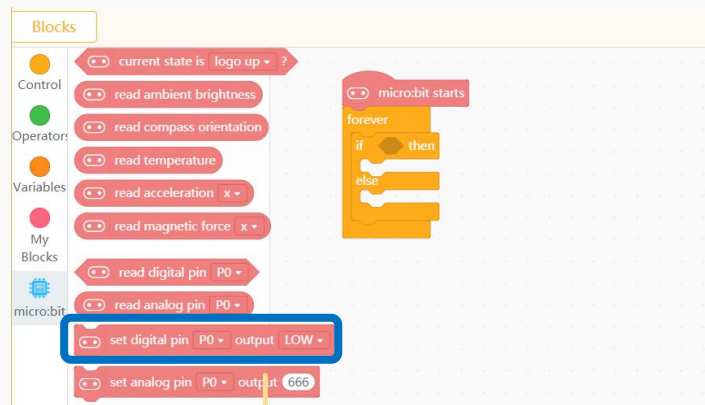 Blocks
Control
Operators
Variables
My
Blocks
micro:bit
current state is logo up ?
read ambient brightness
read compass orientation
read temperature
read acceleration x
read magnetic force x
read digital pin P0
read analog pin P0
set digital pin P0 output LOW
set analog pin P0 output 666
micro:bit starts
forever
if then
else